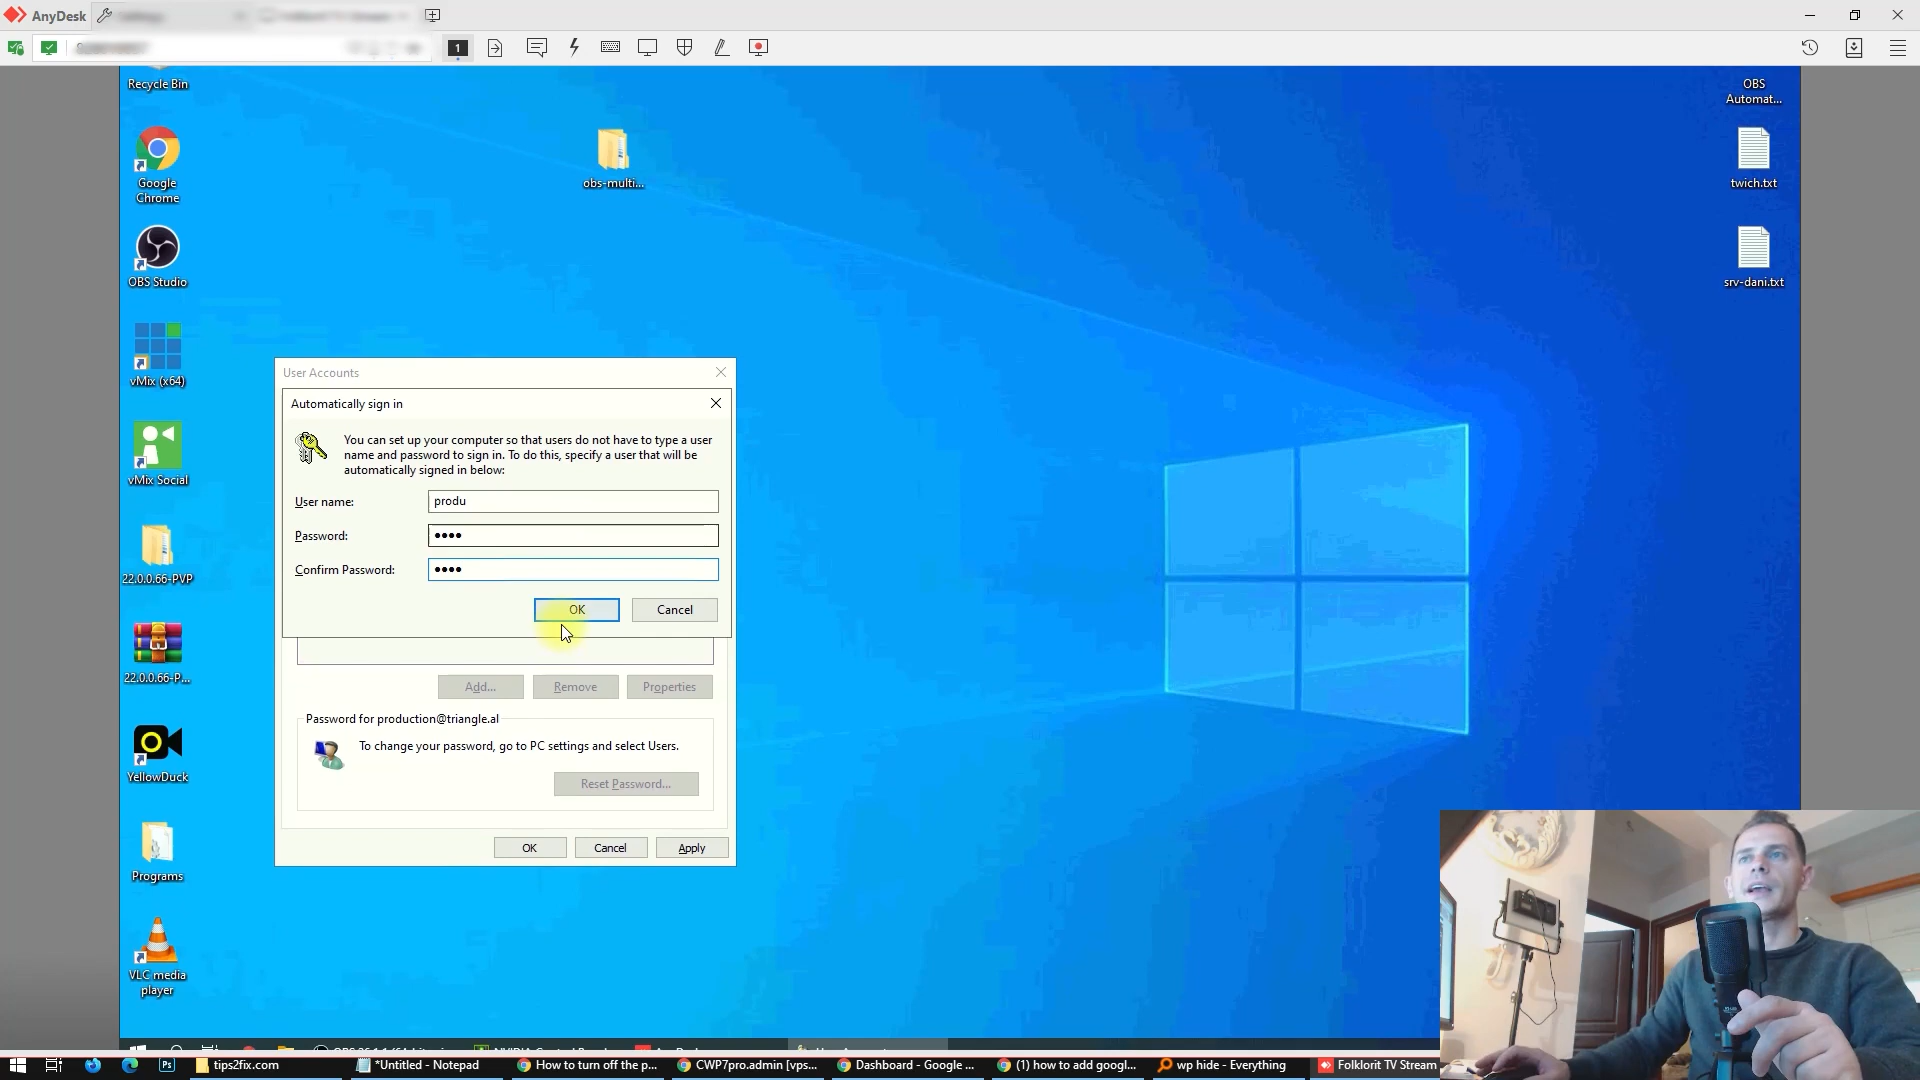 AnyDesk
1
Recycle Bin
Google
Chrome
OBS Studio
vMix (x64)
vMix Social
22.0.0.66-PVP
22.0.0.66-P...
YellowDuck
Programs
VLC media
player
obs-multi...
OBS
Automat...
twich.txt
srv-dani.txt
User Accounts
Automatically sign in
You can set up your computer so that users do not have to type a user
name and password to sign in. To do this, specify a user that will be
automatically signed in below:
User name:
produ
Password:
••••
Confirm Password:
••••
OK
Cancel
Add...
Remove
Properties
Password for production@triangle.al
To change your password, go to PC settings and select Users.
Reset Password...
OK
Cancel
Apply
Ps
tips2fix.com
*Untitled - Notepad
How to turn off the p...
CWP7pro.admin [vps...
Dashboard - Google ...
(1) how to add googl...
wp hide - Everything
Folklorit TV Stream